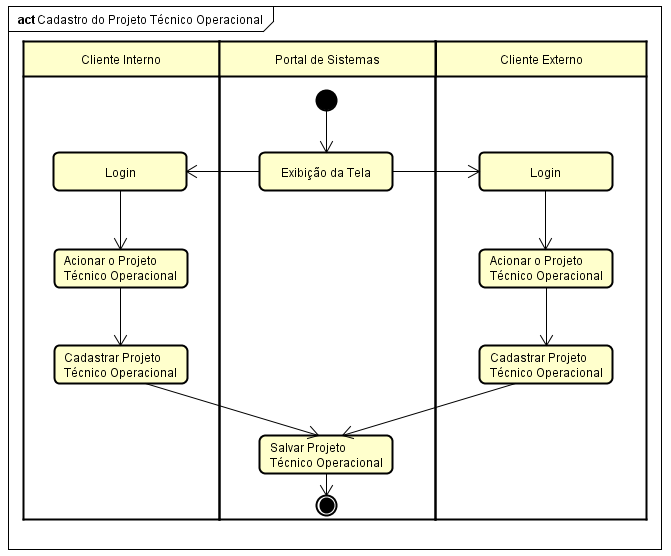 act Cadastro do Projeto Técnico Operacional
Cliente Interno
Portal de Sistemas
Cliente Externo
Login
Exibição da Tela
Login
Acionar o Projeto
Técnico Operacional
Acionar o Projeto
Técnico Operacional
Cadastrar Projeto
Técnico Operacional
Cadastrar Projeto
Técnico Operacional
Salvar Projeto
Técnico Operacional